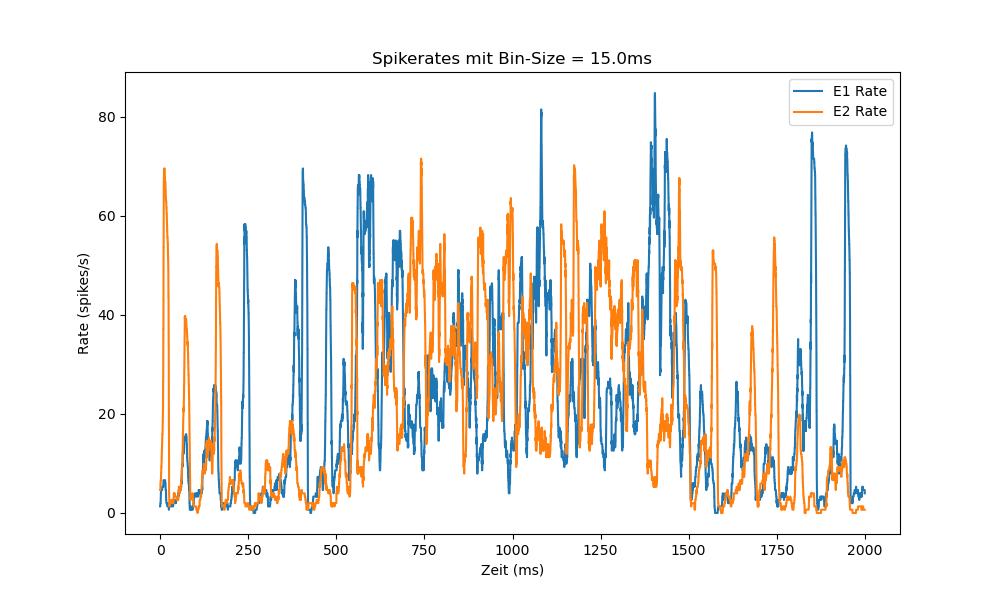 Spikerates mit Bin-Size = 15.0ms
E1 Rate
E2 Rate
80
60
40
20
0
Rate (spikes/s)
0 250 500 750 1000 1250 1500 1750 2000
Zeit (ms)